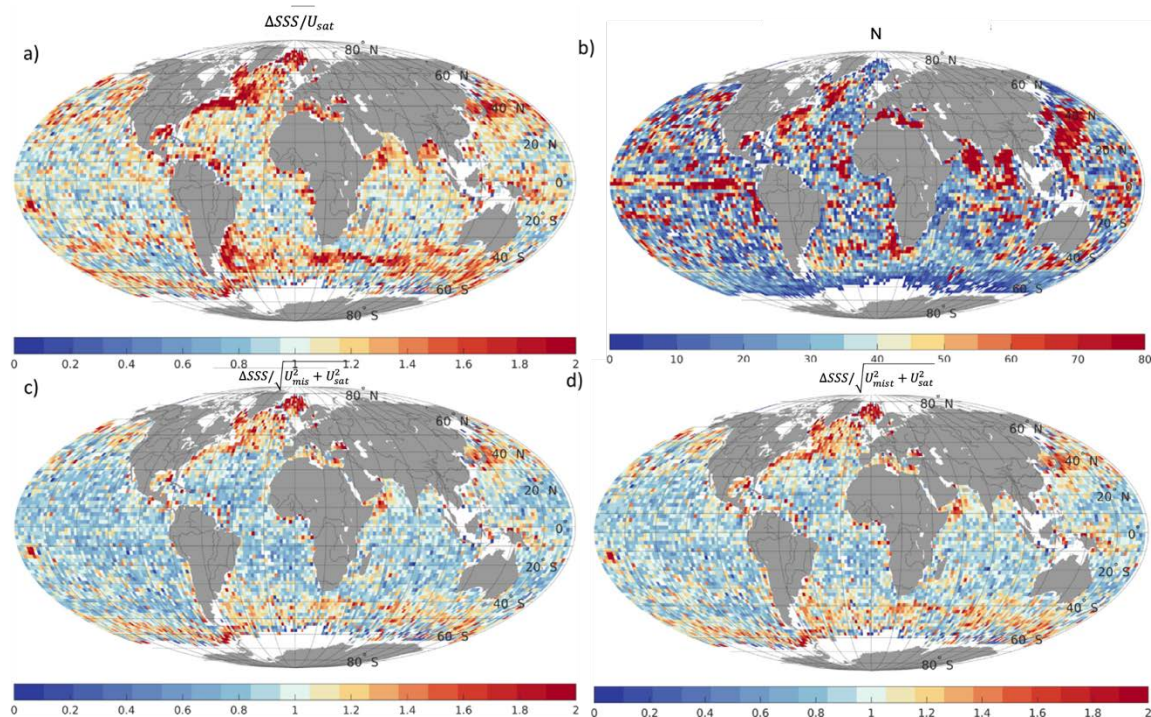 a)
ΔSSS/U_sat
80° N
60° N
40° N
20° N
0°
20° S
40° S
60° S
80° S
0 0.2 0.4 0.6 0.8 1 1.2 1.4 1.6 1.8 2
b)
N
80° N
60° N
40° N
20° N
0°
20° S
40° S
60° S
80° S
0 10 20 30 40 50 60 70 80
c)
ΔSSS/√(U²_mis + U²_sat)
80° N
60° N
40° N
20° N
0°
20° S
40° S
60° S
80° S
0 0.2 0.4 0.6 0.8 1 1.2 1.4 1.6 1.8 2
d)
ΔSSS/√(U²_mist + U²_sat)
80° N
60° N
40° N
20° N
0°
20° S
40° S
60° S
80° S
0 0.2 0.4 0.6 0.8 1 1.2 1.4 1.6 1.8 2